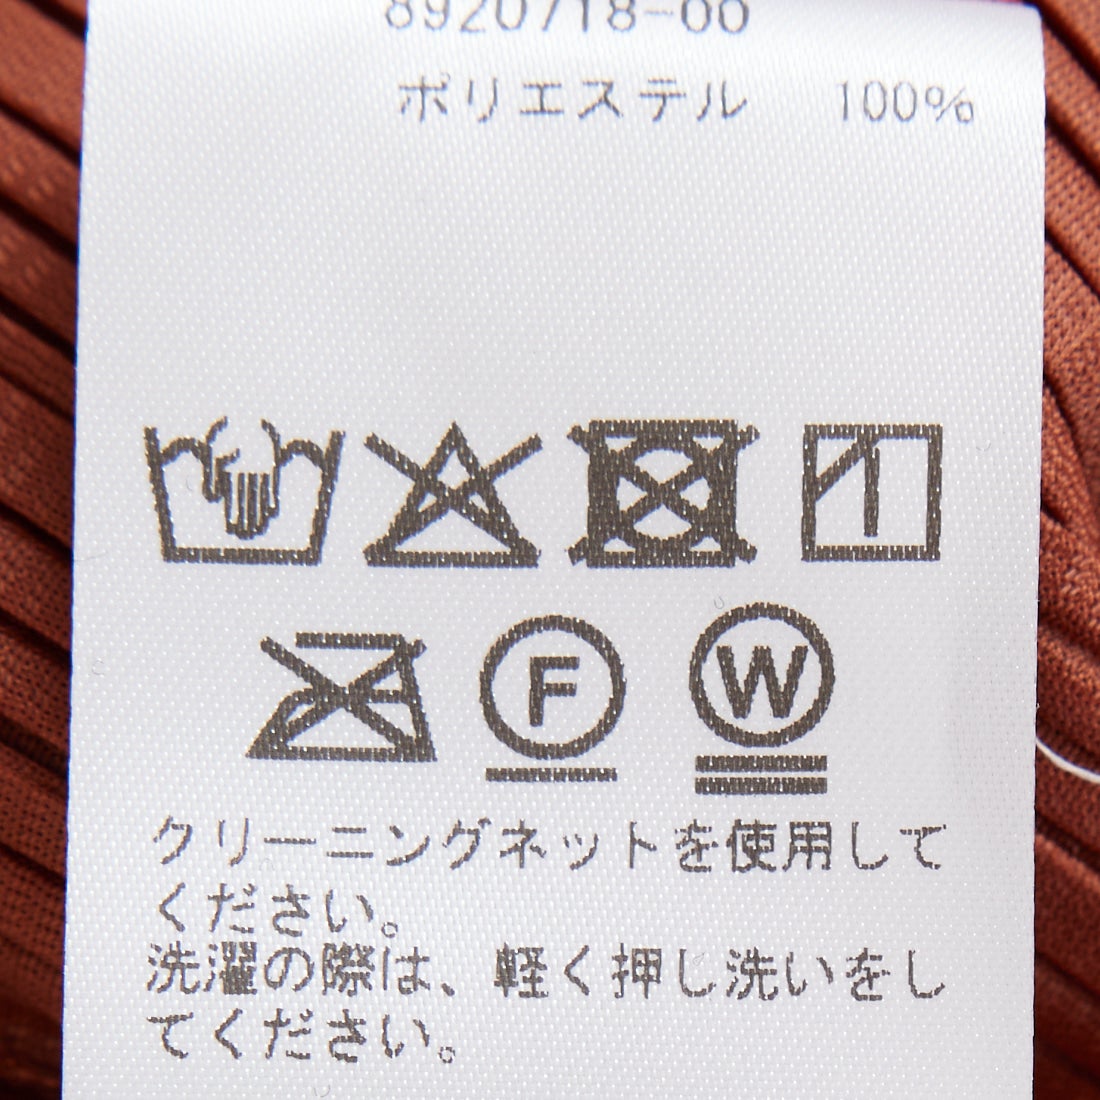 8920718-00
ポリエステル 100%
F
W
クリーニングネットを使用して
ください。
洗濯の際は、軽く押し洗いをし
てください。